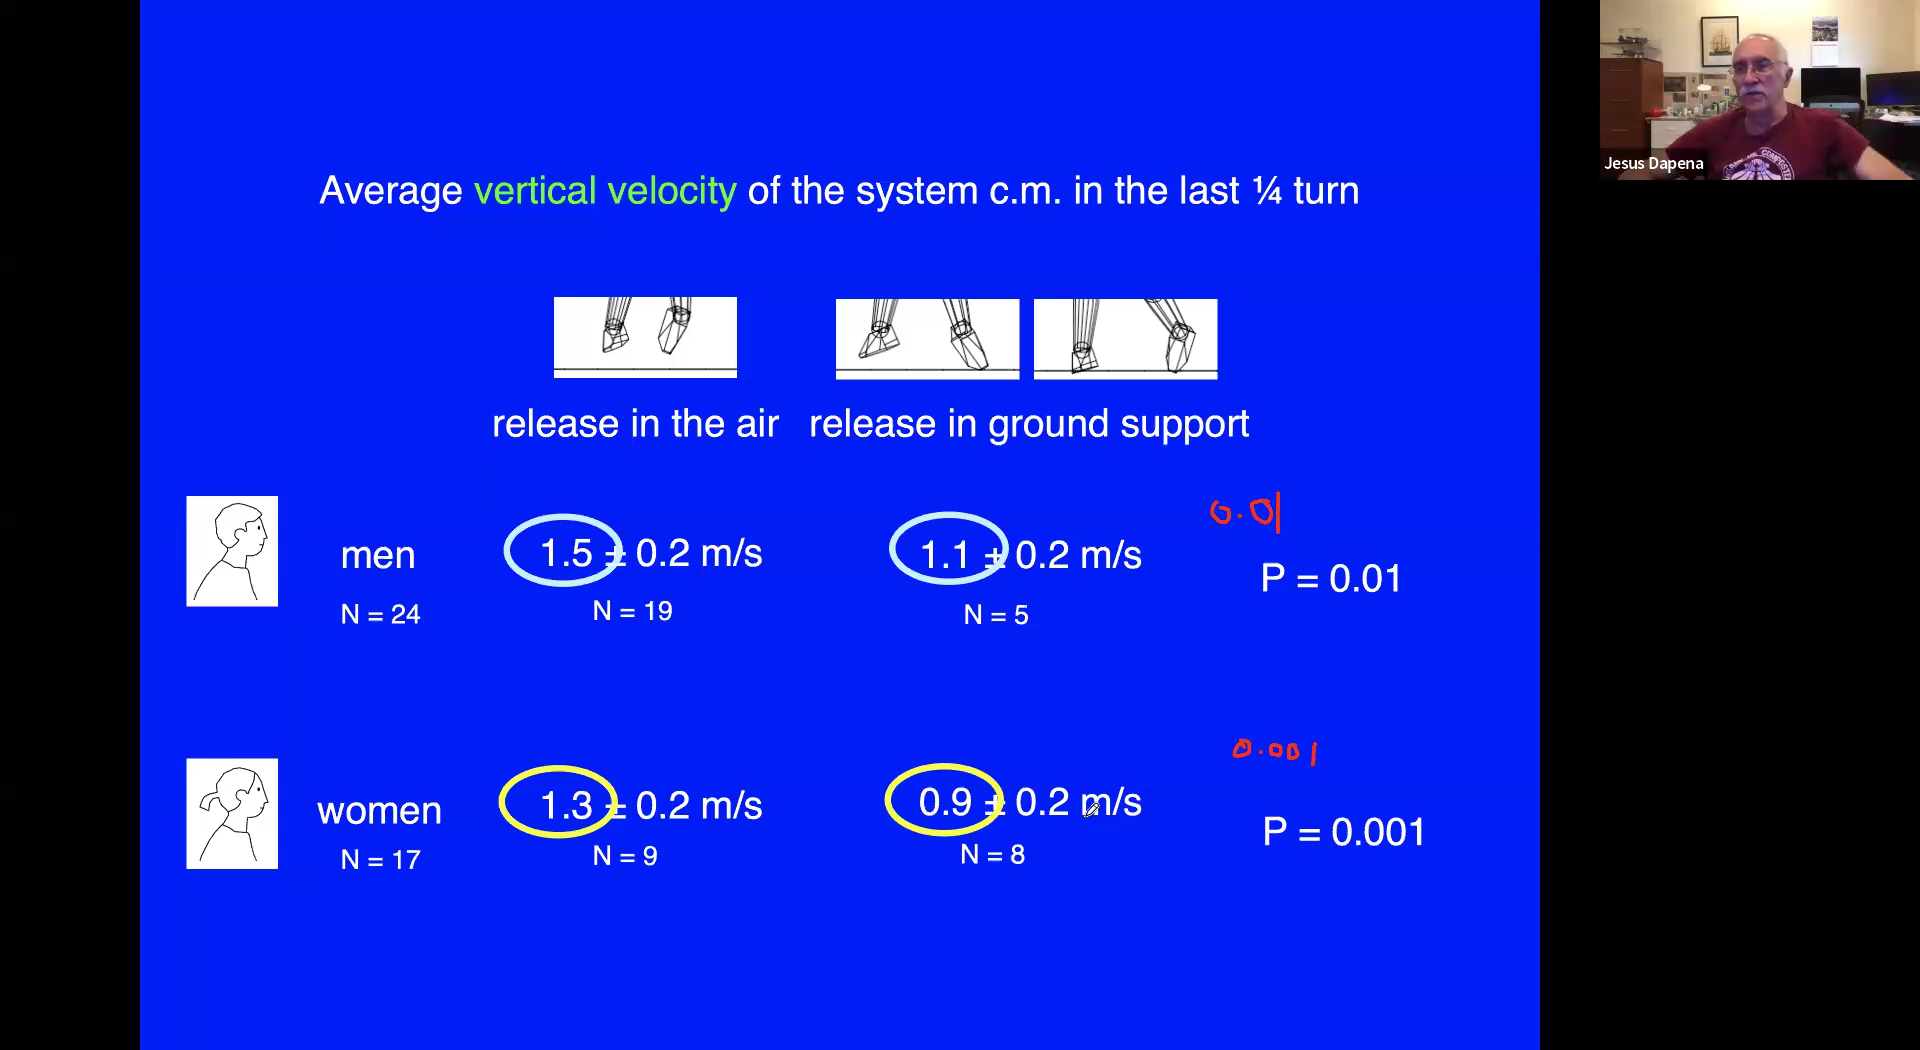 Average vertical velocity of the system c.m. in the last ¼ turn
release in the air
release in ground support
men
N = 24
1.5 ± 0.2 m/s
N = 19
1.1 ± 0.2 m/s
N = 5
0.01
P = 0.01
women
N = 17
1.3 ± 0.2 m/s
N = 9
0.9 ± 0.2 m/s
N = 8
0.001
P = 0.001
Jesus Dapena